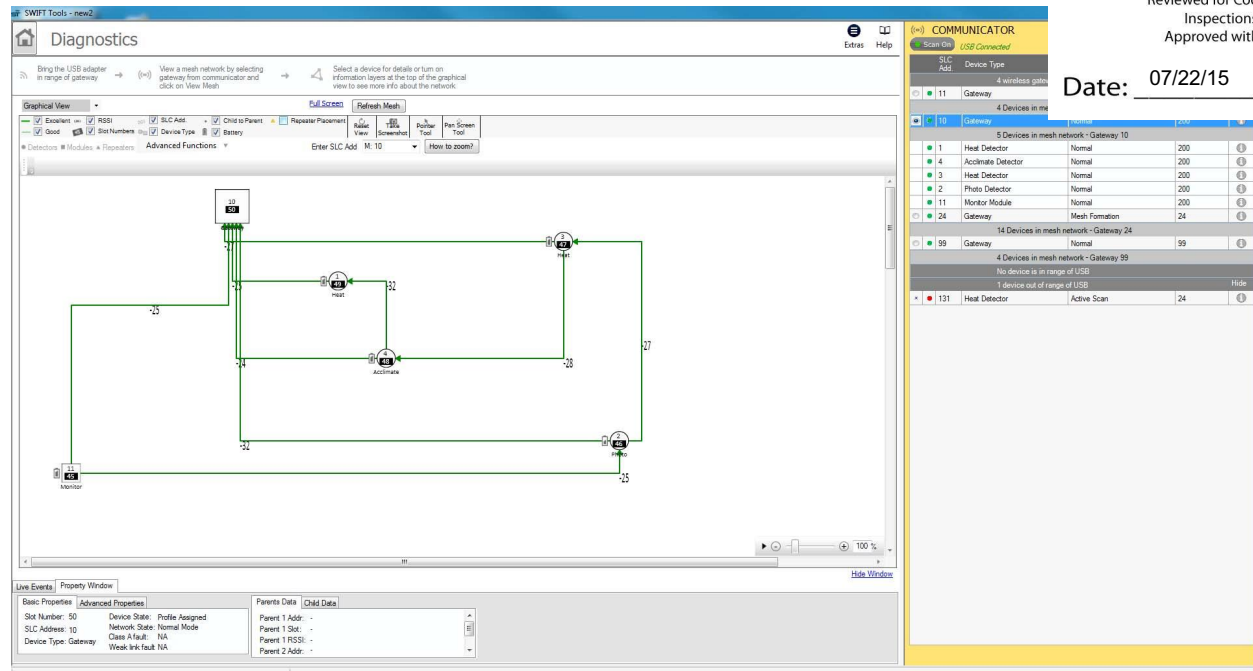 SWIFT Tools - new2
Diagnostics
Extras Help
Bring the USB adapter
in range of gateway
View a mesh network by selecting
gateway from communicator and
click on View Mesh
Select a device for details or turn on
information layers at the top of the graphical
view to see more info about the network
Graphical View
Full Screen Refresh Mesh
Excellent RSSI SLC Add. Child to Parent Repeater Placement
Good Slot Numbers Device Type Battery
Reset View Take Screenshot Pointer Tool Pan Screen Tool
Detectors Modules Repeaters Advanced Functions Enter SLC Add M: 10 How to zoom?
10
50
3
47
Heat
1
49
Heat
-32
-25
-27
4
48
Acclimate
-24
-28
2
46
-32
11
45
Monitor
-25
100 %
Hide Window
Live Events Property Window
Basic Properties Advanced Properties
Slot Number: 50 Device State: Profile Assigned
SLC Address: 10 Network State: Normal Mode
Device Type: Gateway Class A fault: NA
Weak link fault: NA
Parents Data Child Data
Parent 1 Addr: -
Parent 1 Slot: -
Parent 1 RSSI: -
Parent 2 Addr: -
COMMUNICATOR
Scan On USB Connected
SLC Add. Device Type
11 Gateway
4 Devices in me
10 Gateway Normal 200
5 Devices in mesh network - Gateway 10
1 Heat Detector Normal 200
4 Acclimate Detector Normal 200
3 Heat Detector Normal 200
2 Photo Detector Normal 200
11 Monitor Module Normal 200
24 Gateway Mesh Formation 24
14 Devices in mesh network - Gateway 24
99 Gateway Normal 99
4 Devices in mesh network - Gateway 99
No device is in range of USB
1 device out of range of USB Hide
131 Heat Detector Active Scan 24
Inspections
Approved with
Date: 07/22/15